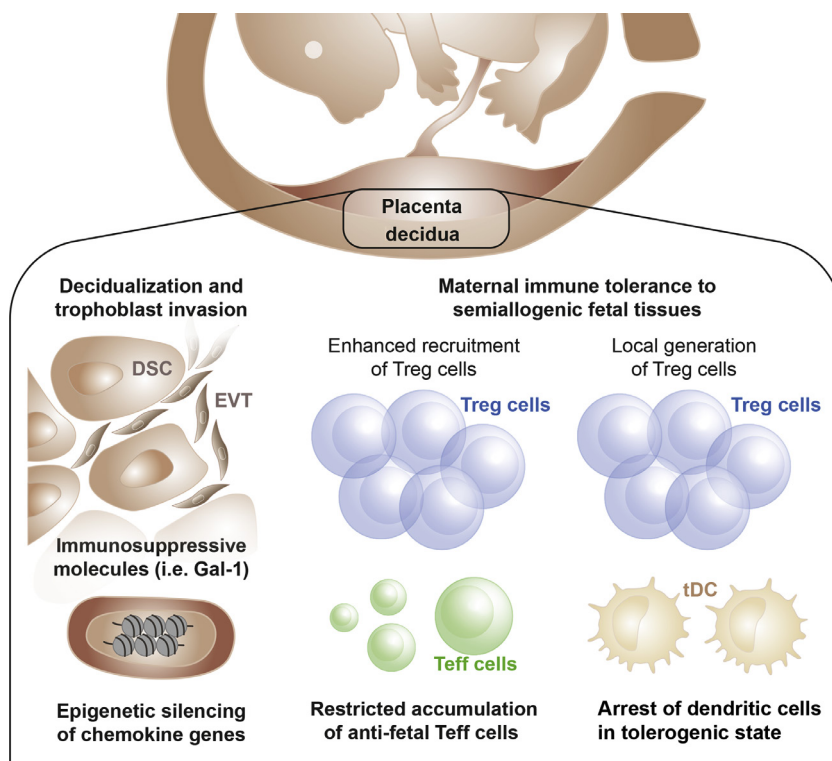 Placenta
decidua
Decidualization and
trophoblast invasion
DSC
EVT
Immunosuppressive
molecules (i.e. Gal-1)
Epigenetic silencing
of chemokine genes
Maternal immune tolerance to
semiallogenic fetal tissues
Enhanced recruitment
of Treg cells
Treg cells
Teff cells
Restricted accumulation
of anti-fetal Teff cells
Local generation
of Treg cells
Treg cells
tDC
Arrest of dendritic cells
in tolerogenic state